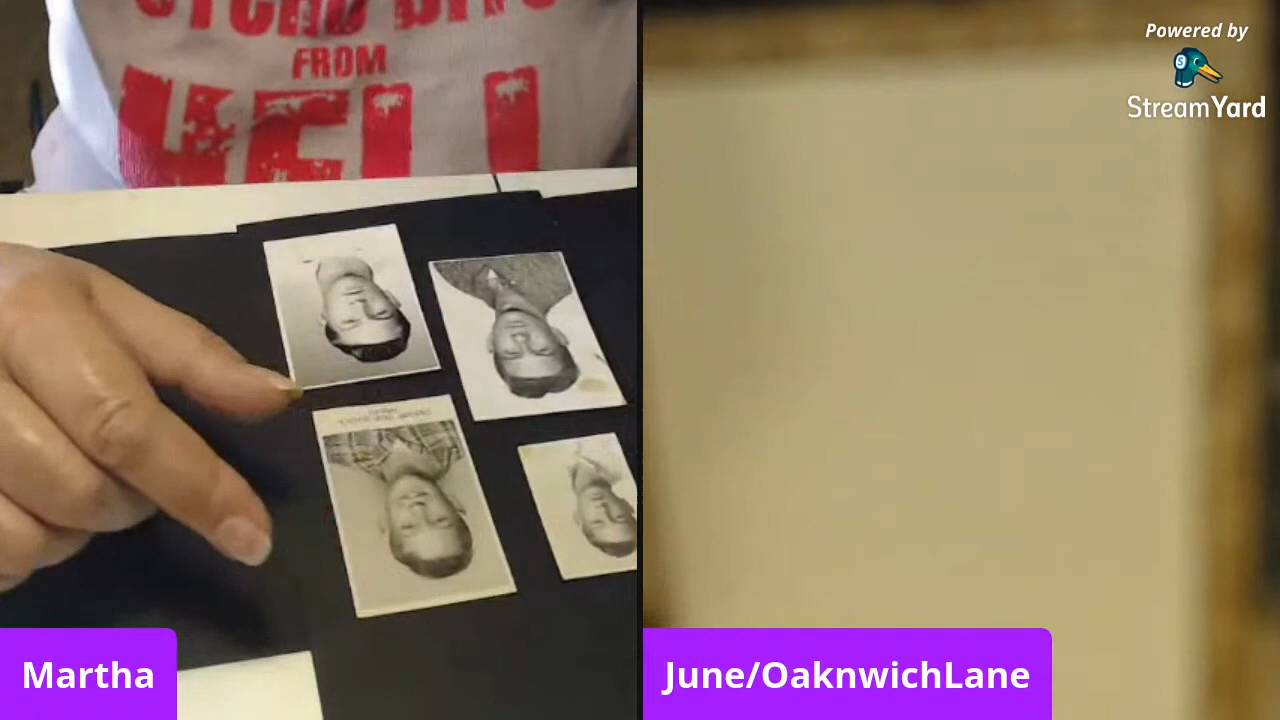 FROM
HELL
Powered by
StreamYard
Martha
June/OaknwichLane